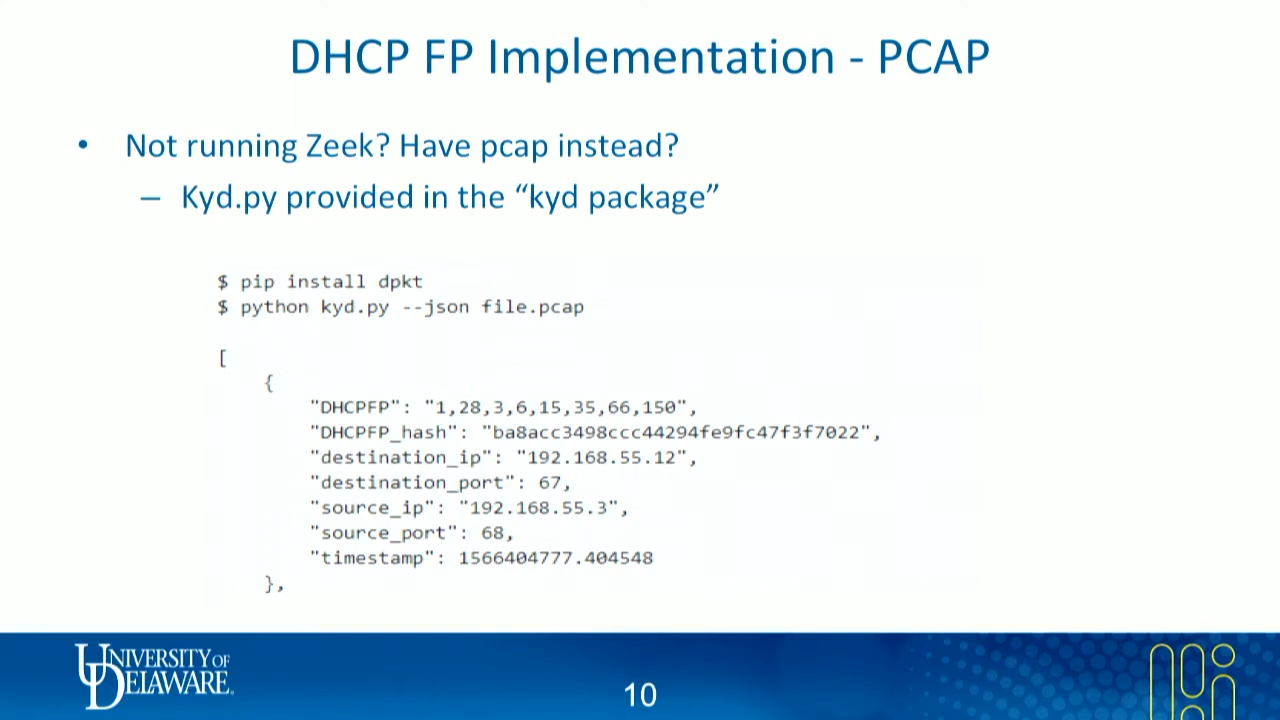 DHCP FP Implementation - PCAP
• Not running Zeek? Have pcap instead?
– Kyd.py provided in the “kyd package”
$ pip install dpkt
$ python kyd.py --json file.pcap
[
{
"DHCPFP": "1,28,3,6,15,35,66,150",
"DHCPFP_hash": "ba8acc3498ccc44294fe9fc47f3f7022",
"destination_ip": "192.168.55.12",
"destination_port": 67,
"source_ip": "192.168.55.3",
"source_port": 68,
"timestamp": 1566404777.404548
},
UNIVERSITY OF
DELAWARE.
10